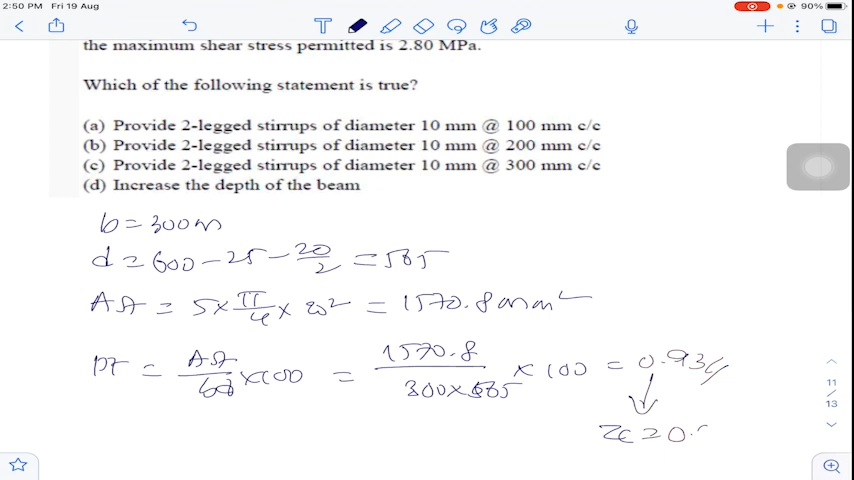 2:50 PM Fri 19 Aug
90%
the maximum shear stress permitted is 2.80 MPa.
Which of the following statement is true?
(a) Provide 2-legged stirrups of diameter 10 mm @ 100 mm c/c
(b) Provide 2-legged stirrups of diameter 10 mm @ 200 mm c/c
(c) Provide 2-legged stirrups of diameter 10 mm @ 300 mm c/c
(d) Increase the depth of the beam
b = 300m
d = 600 - 25 - 20/2 = 565
Ast = 5 × π/4 × 20² = 1570.8 mm²
Pt = Ast/bd × 100 = 1570.8/300×565 × 100 = 0.93%
τc = 0.
11
/
13